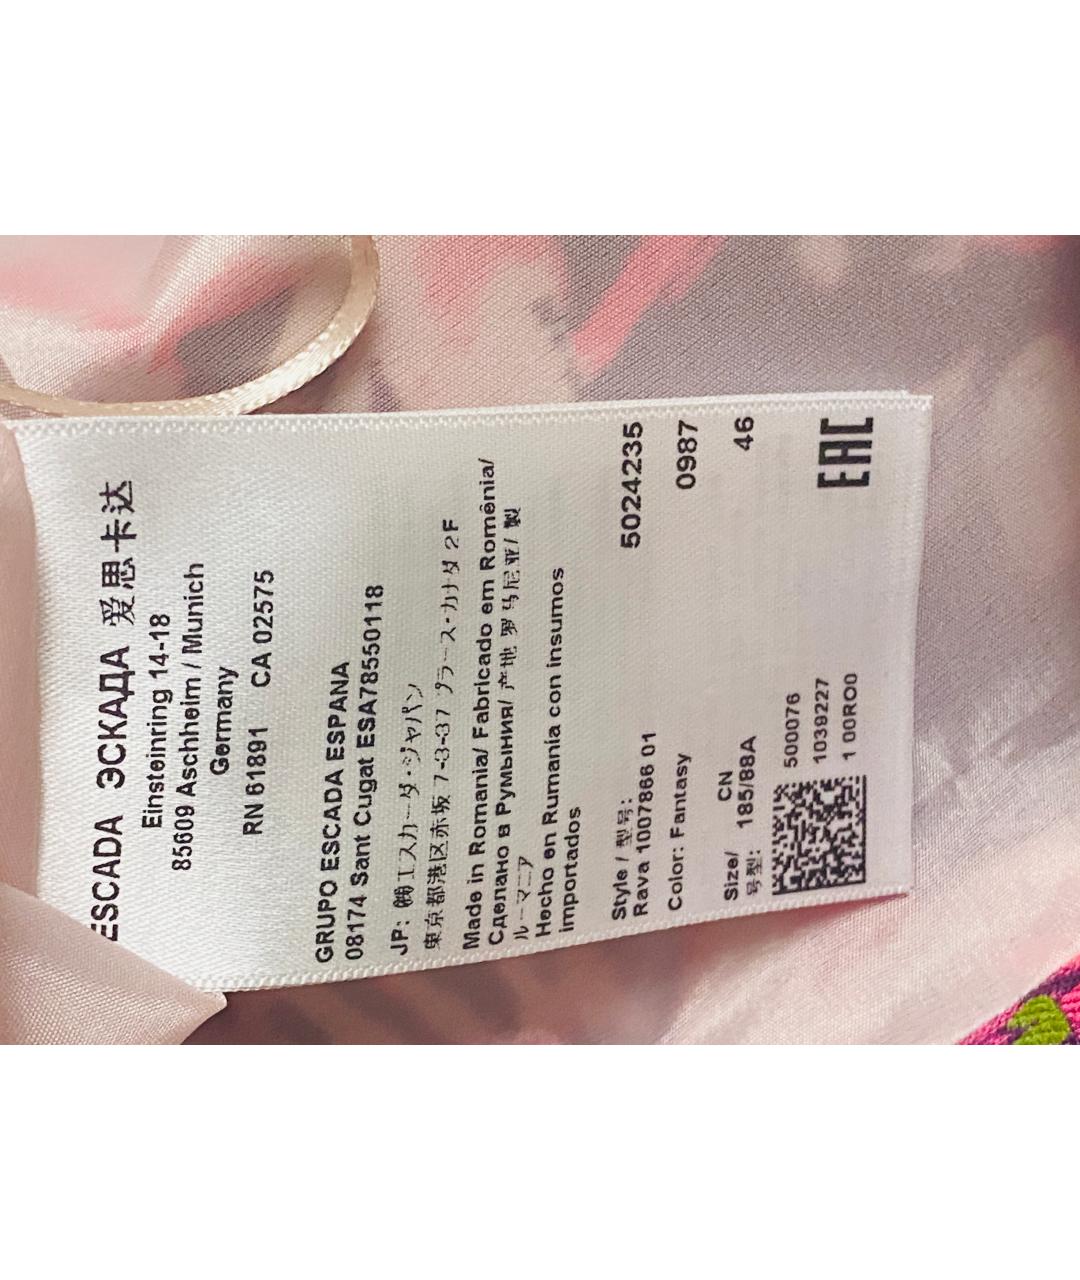 ESCADA ЭСКАДА 爱思卡达
Einsteinring 14-18
85609 Aschheim / Munich
Germany
RN 61891 CA 02575
GRUPO ESCADA ESPANA
08174 Sant Cugat ESA78550118
JP: ㈱エスカーダ・ジャパン
東京都港区赤坂 7-3-37 プラース・カナダ 2F
Made in Romania/ Fabricado em Romênia/
Сделано в Румыния/ 产地 罗马尼亚/ 製
ルーマニア
Hecho en Rumania con insumos
importados
Style / 型号: 5024235
Rava 1007866 01
Color: Fantasy 0987
Size/ CN
号型: 185/88A 46
500076
1039227
1 00RO0
EAC